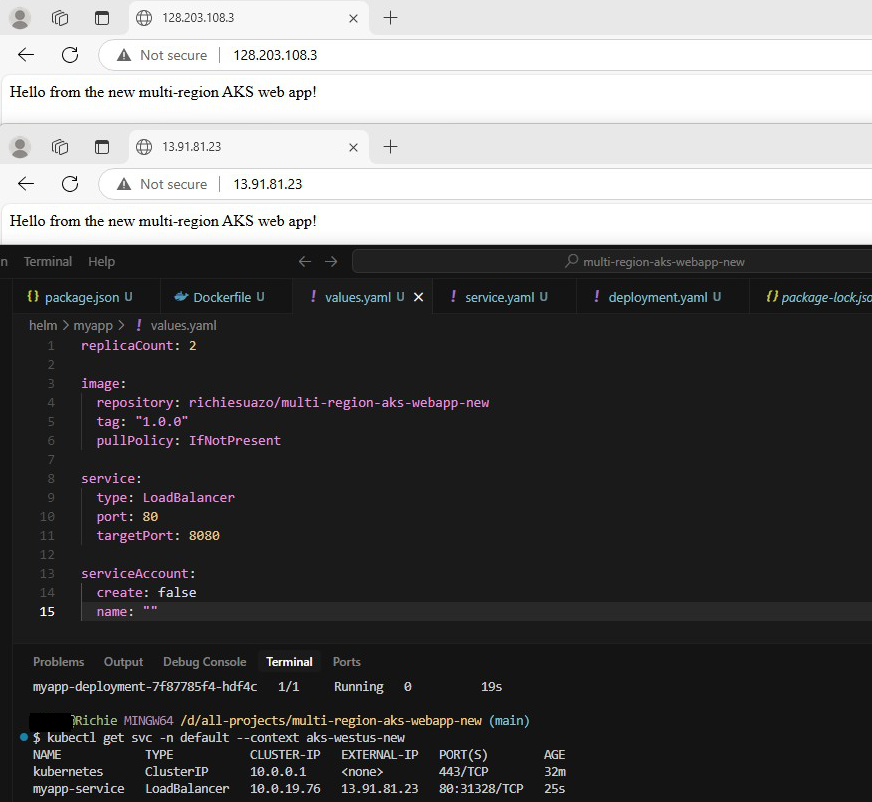 128.203.108.3
Not secure 128.203.108.3
Hello from the new multi-region AKS web app!
13.91.81.23
Not secure 13.91.81.23
Hello from the new multi-region AKS web app!
n Terminal Help multi-region-aks-webapp-new
{} package.json U Dockerfile U ! values.yaml U ! service.yaml U ! deployment.yaml U {} package-lock.jso
helm > myapp > ! values.yaml
1 replicaCount: 2
2
3 image:
4 repository: richiesuazo/multi-region-aks-webapp-new
5 tag: "1.0.0"
6 pullPolicy: IfNotPresent
7
8 service:
9 type: LoadBalancer
10 port: 80
11 targetPort: 8080
12
13 serviceAccount:
14 create: false
15 name: ""
Problems Output Debug Console Terminal Ports
myapp-deployment-7f87785f4-hdf4c 1/1 Running 0 19s
Richie MINGW64 /d/all-projects/multi-region-aks-webapp-new (main)
$ kubectl get svc -n default --context aks-westus-new
NAME TYPE CLUSTER-IP EXTERNAL-IP PORT(S) AGE
kubernetes ClusterIP 10.0.0.1 <none> 443/TCP 32m
myapp-service LoadBalancer 10.0.19.76 13.91.81.23 80:31328/TCP 25s